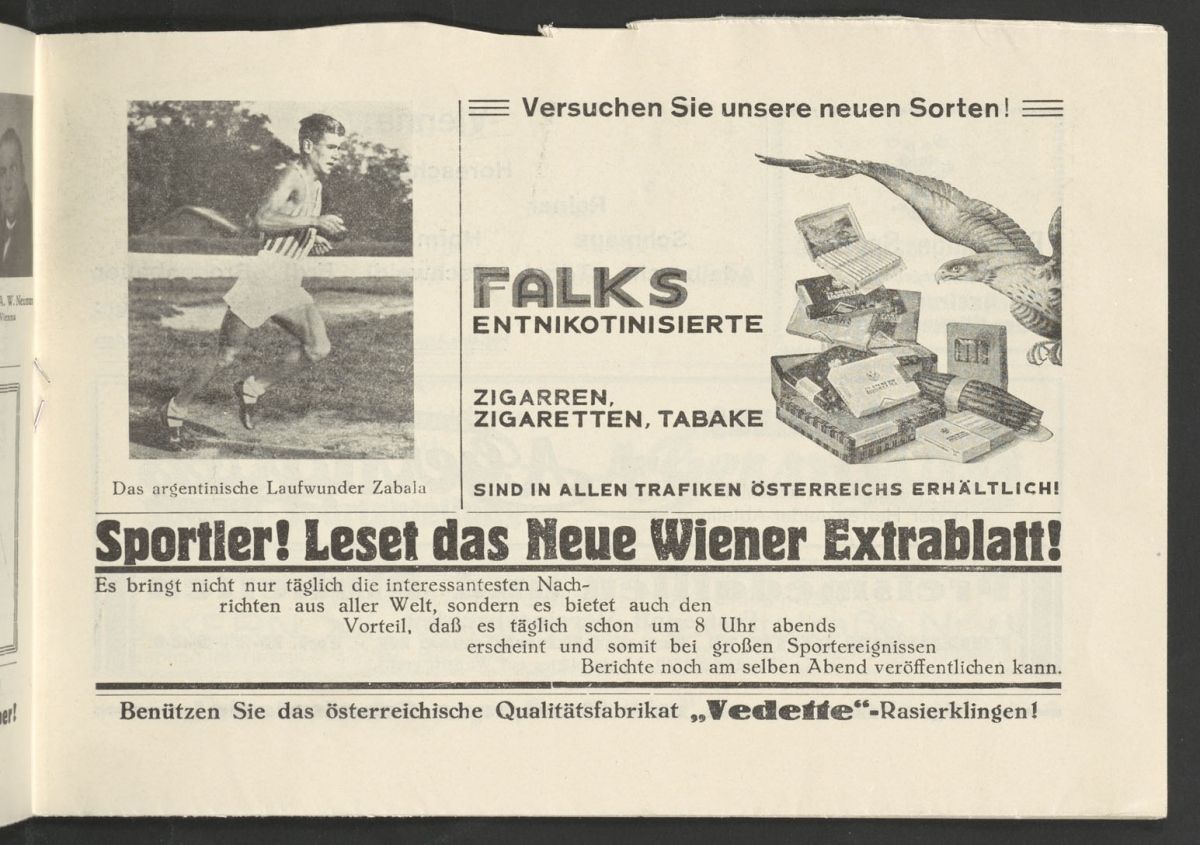 A. W. Neuma
Vienna
er!
Das argentinische Laufwunder Zabala
Versuchen Sie unsere neuen Sorten!
FALKS
ENTNIKOTINISIERTE
ZIGARREN,
ZIGARETTEN, TABAKE
SIND IN ALLEN TRAFIKEN ÖSTERREICHS ERHÄLTLICH!
Sportler! Leset das Neue Wiener Extrablatt!
Es bringt nicht nur täglich die interessantesten Nach-
richten aus aller Welt, sondern es bietet auch den
Vorteil, daß es täglich schon um 8 Uhr abends
erscheint und somit bei großen Sportereignissen
Berichte noch am selben Abend veröffentlichen kann.
Benützen Sie das österreichische Qualitätsfabrikat „Vedette“-Rasierklingen!